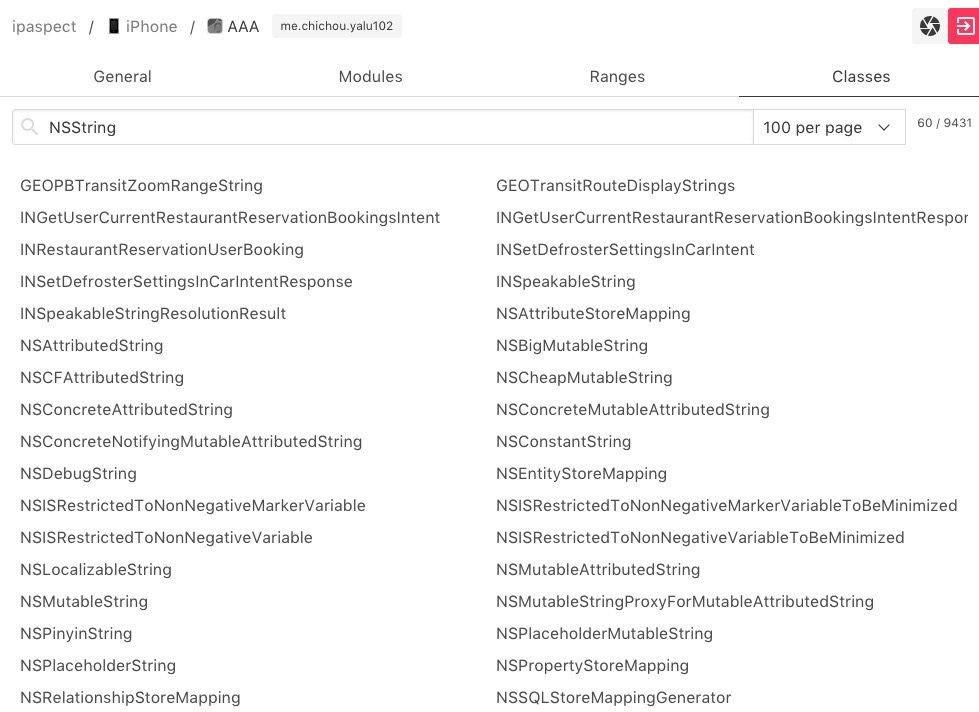 ipaspect / iPhone / AAA me.chichou.yalu102
General Modules Ranges Classes
NSString 100 per page 60 / 9431
GEOPBTransitZoomRangeString GEOTransitRouteDisplayStrings
INGetUserCurrentRestaurantReservationBookingsIntent INGetUserCurrentRestaurantReservationBookingsIntentRespor
INRestaurantReservationUserBooking INSetDefrosterSettingsInCarIntent
INSetDefrosterSettingsInCarIntentResponse INSpeakableString
INSpeakableStringResolutionResult NSAttributeStoreMapping
NSAttributedString NSBigMutableString
NSCFAttributedString NSCheapMutableString
NSConcreteAttributedString NSConcreteMutableAttributedString
NSConcreteNotifyingMutableAttributedString NSConstantString
NSDebugString NSEntityStoreMapping
NSISRestrictedToNonNegativeMarkerVariable NSISRestrictedToNonNegativeMarkerVariableToBeMinimized
NSISRestrictedToNonNegativeVariable NSISRestrictedToNonNegativeVariableToBeMinimized
NSLocalizableString NSMutableAttributedString
NSMutableString NSMutableStringProxyForMutableAttributedString
NSPinyinString NSPlaceholderMutableString
NSPlaceholderString NSPropertyStoreMapping
NSRelationshipStoreMapping NSSQLStoreMappingGenerator